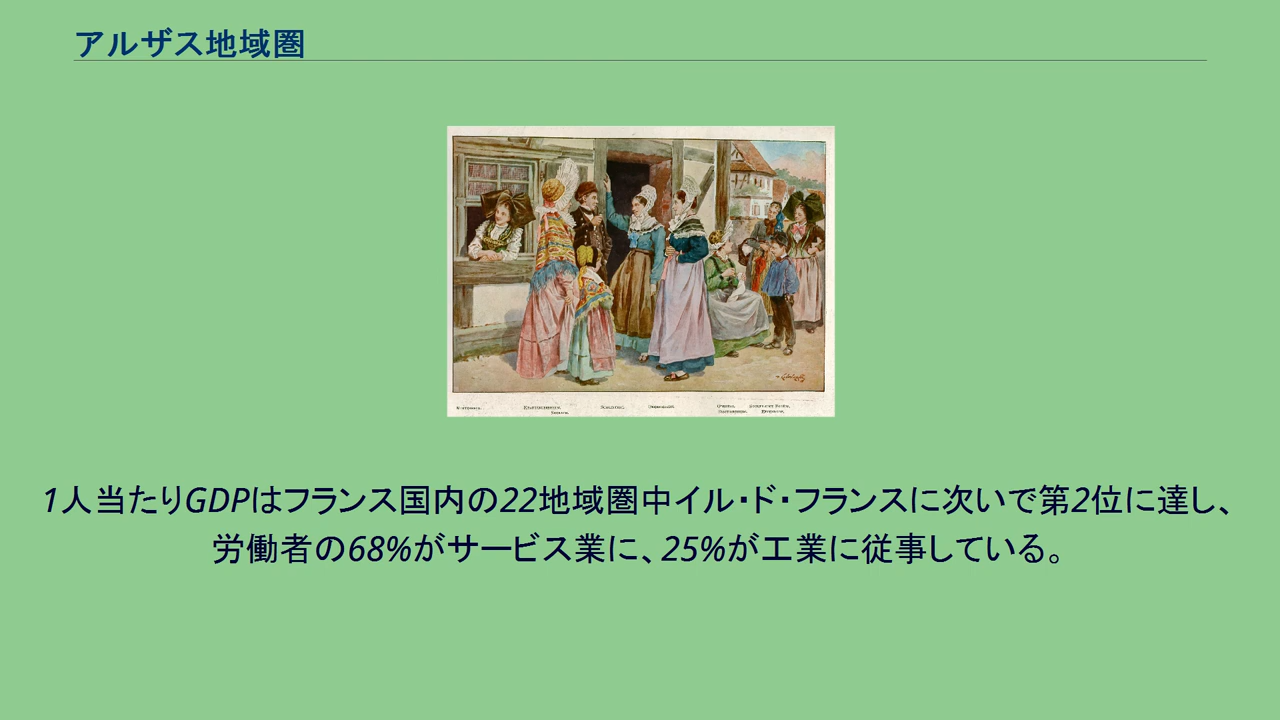 アルザス地域圏
1人当たりGDPはフランス国内の22地域圏中イル・ド・フランスに次いで第2位に達し、
労働者の68%がサービス業に、25%が工業に従事している。